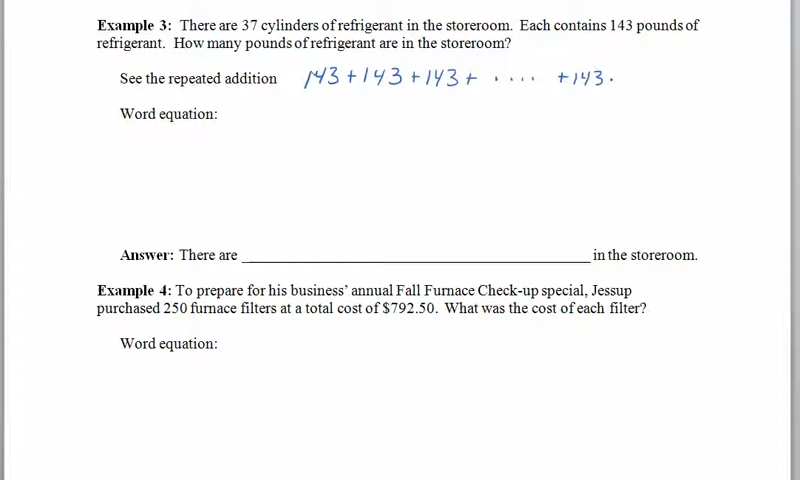 Example 3: There are 37 cylinders of refrigerant in the storeroom. Each contains 143 pounds of
refrigerant. How many pounds of refrigerant are in the storeroom?
See the repeated addition 143 + 143 + 143 + .... + 143.
Word equation:
Answer: There are ______________________________________________ in the storeroom.
Example 4: To prepare for his business’ annual Fall Furnace Check-up special, Jessup
purchased 250 furnace filters at a total cost of $792.50. What was the cost of each filter?
Word equation: